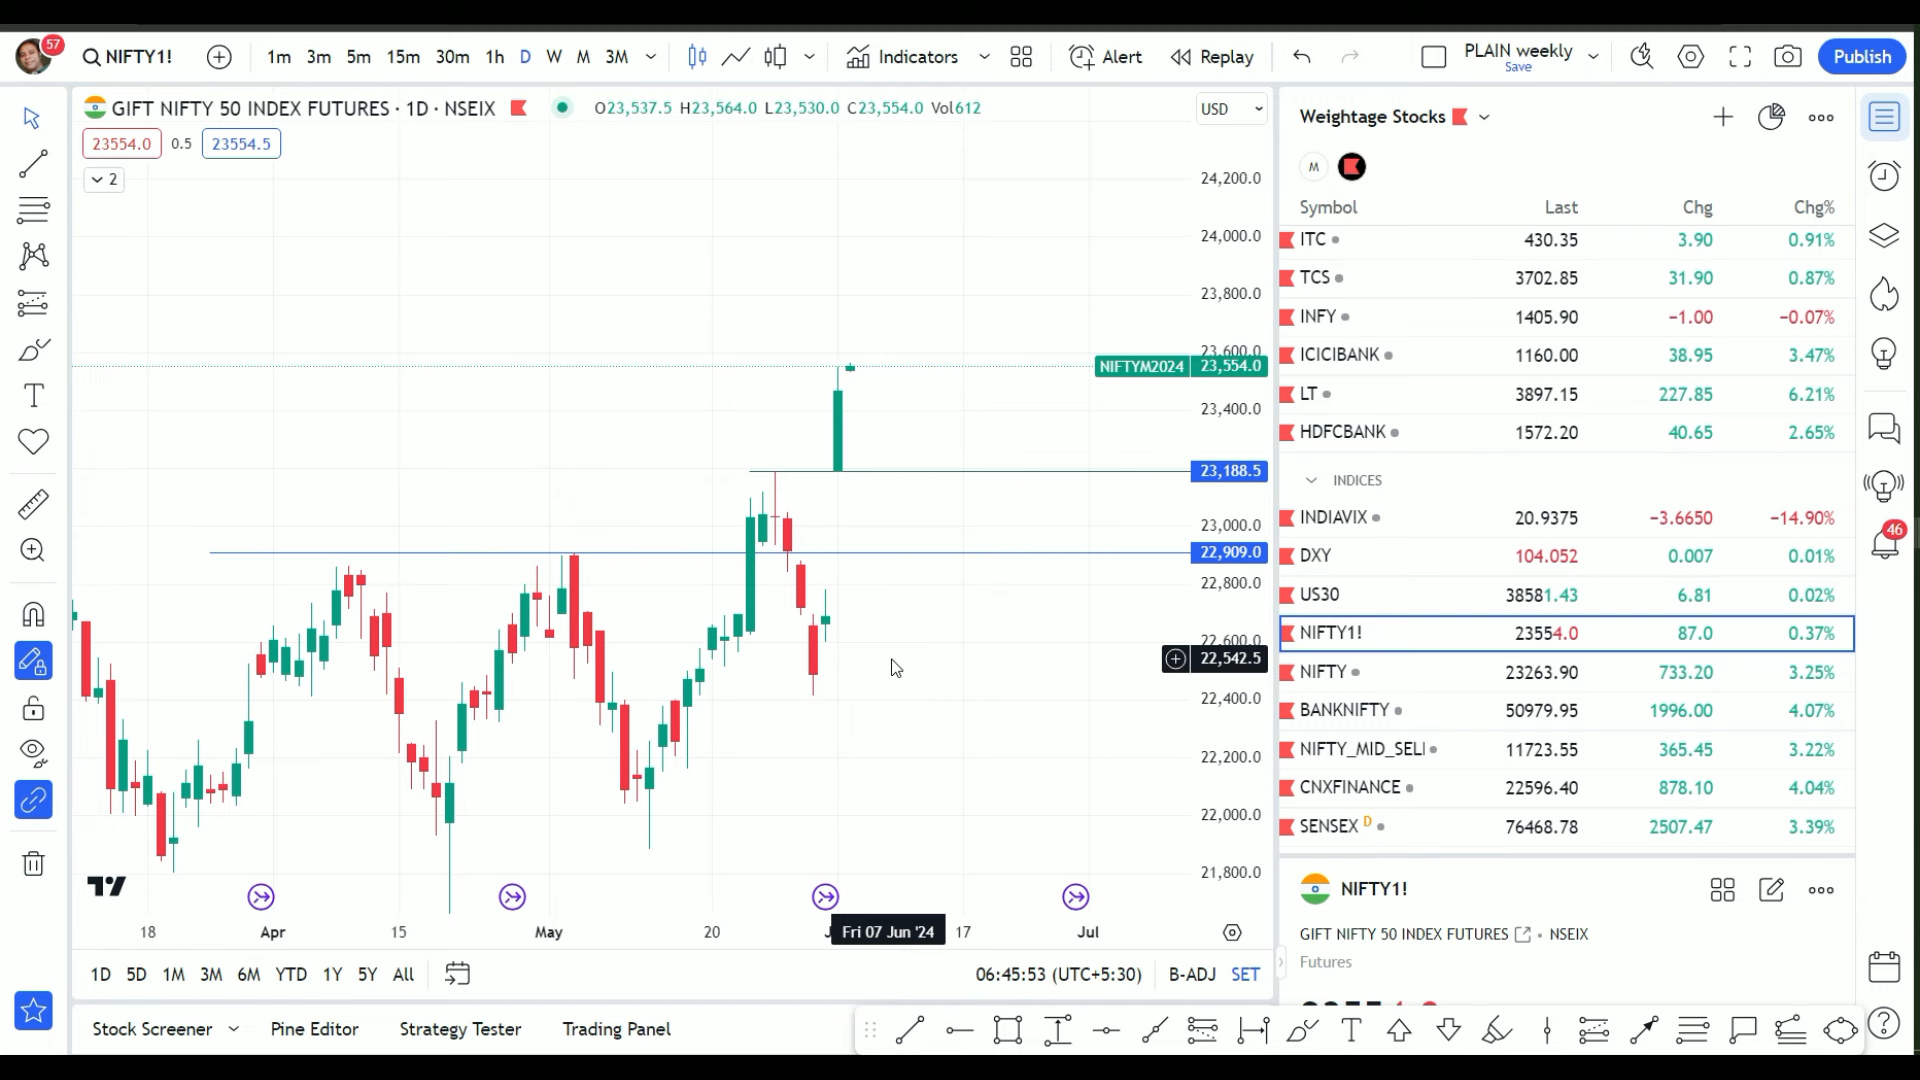 57
NIFTY1!
1m 3m 5m 15m 30m 1h D W M 3M
Indicators
Alert
Replay
PLAIN weekly
Save
Publish
GIFT NIFTY 50 INDEX FUTURES · 1D · NSEIX
O23,537.5 H23,564.0 L23,530.0 C23,554.0 Vol612
USD
23554.0 0.5 23554.5
2
24,200.0
24,000.0
23,800.0
23,600.0
NIFTYM2024 23,554.0
23,400.0
23,188.5
23,000.0
22,909.0
22,800.0
22,600.0
22,542.5
22,400.0
22,200.0
22,000.0
21,800.0
18 Apr 15 May 20 Fri 07 Jun '24 17 Jul
1D 5D 1M 3M 6M YTD 1Y 5Y All
06:45:53 (UTC+5:30) B-ADJ SET
Stock Screener Pine Editor Strategy Tester Trading Panel
Weightage Stocks
M
Symbol Last Chg Chg%
ITC 430.35 3.90 0.91%
TCS 3702.85 31.90 0.87%
INFY 1405.90 −1.00 −0.07%
ICICIBANK 1160.00 38.95 3.47%
LT 3897.15 227.85 6.21%
HDFCBANK 1572.20 40.65 2.65%
INDICES
INDIAVIX 20.9375 −3.6650 −14.90%
DXY 104.052 0.007 0.01%
US30 38581.43 6.81 0.02%
NIFTY1! 23554.0 87.0 0.37%
NIFTY 23263.90 733.20 3.25%
BANKNIFTY 50979.95 1996.00 4.07%
NIFTY_MID_SEL 11723.55 365.45 3.22%
CNXFINANCE 22596.40 878.10 4.04%
SENSEX D 76468.78 2507.47 3.39%
NIFTY1!
GIFT NIFTY 50 INDEX FUTURES · NSEIX
Futures
46